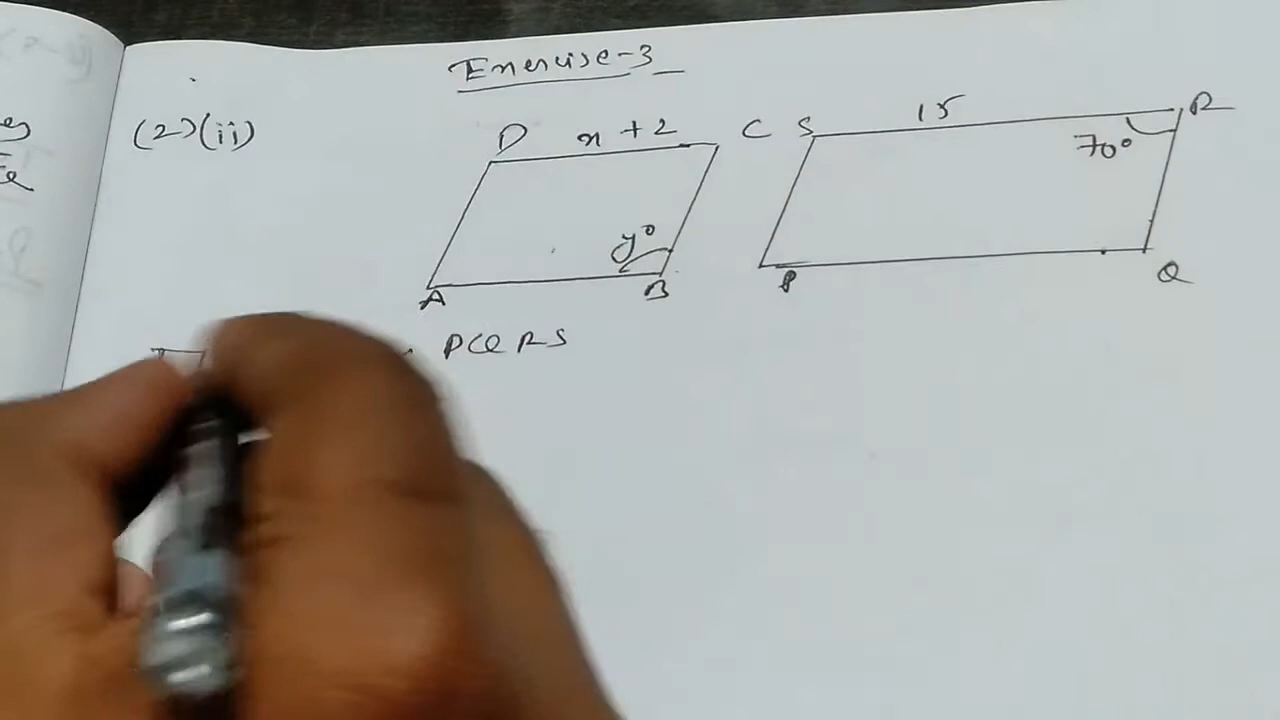 Exercise-3
(2)(ii)
D x + 2 C S 15 R
70°
y°
A B P Q
PQRS